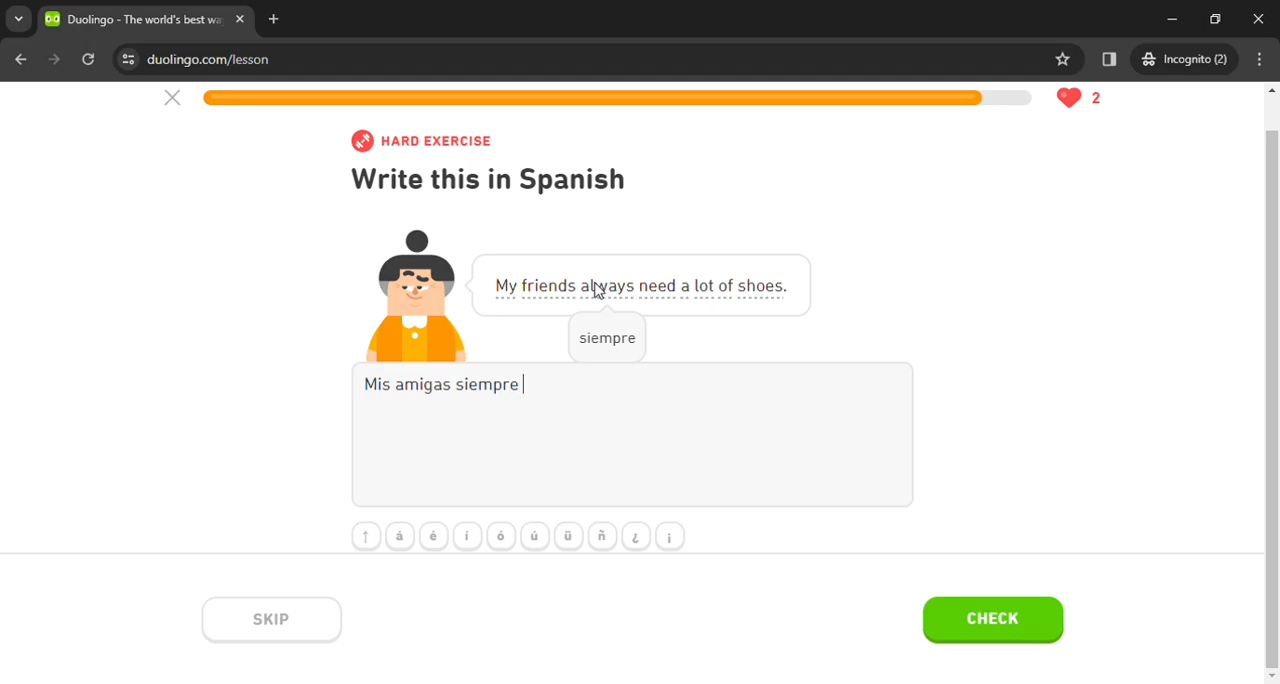 Duolingo - The world's best wa
duolingo.com/lesson
Incognito (2)
2
HARD EXERCISE
Write this in Spanish
My friends always need a lot of shoes.
siempre
Mis amigas siempre
↑ á é í ó ú ü ñ ¿ ¡
SKIP
CHECK